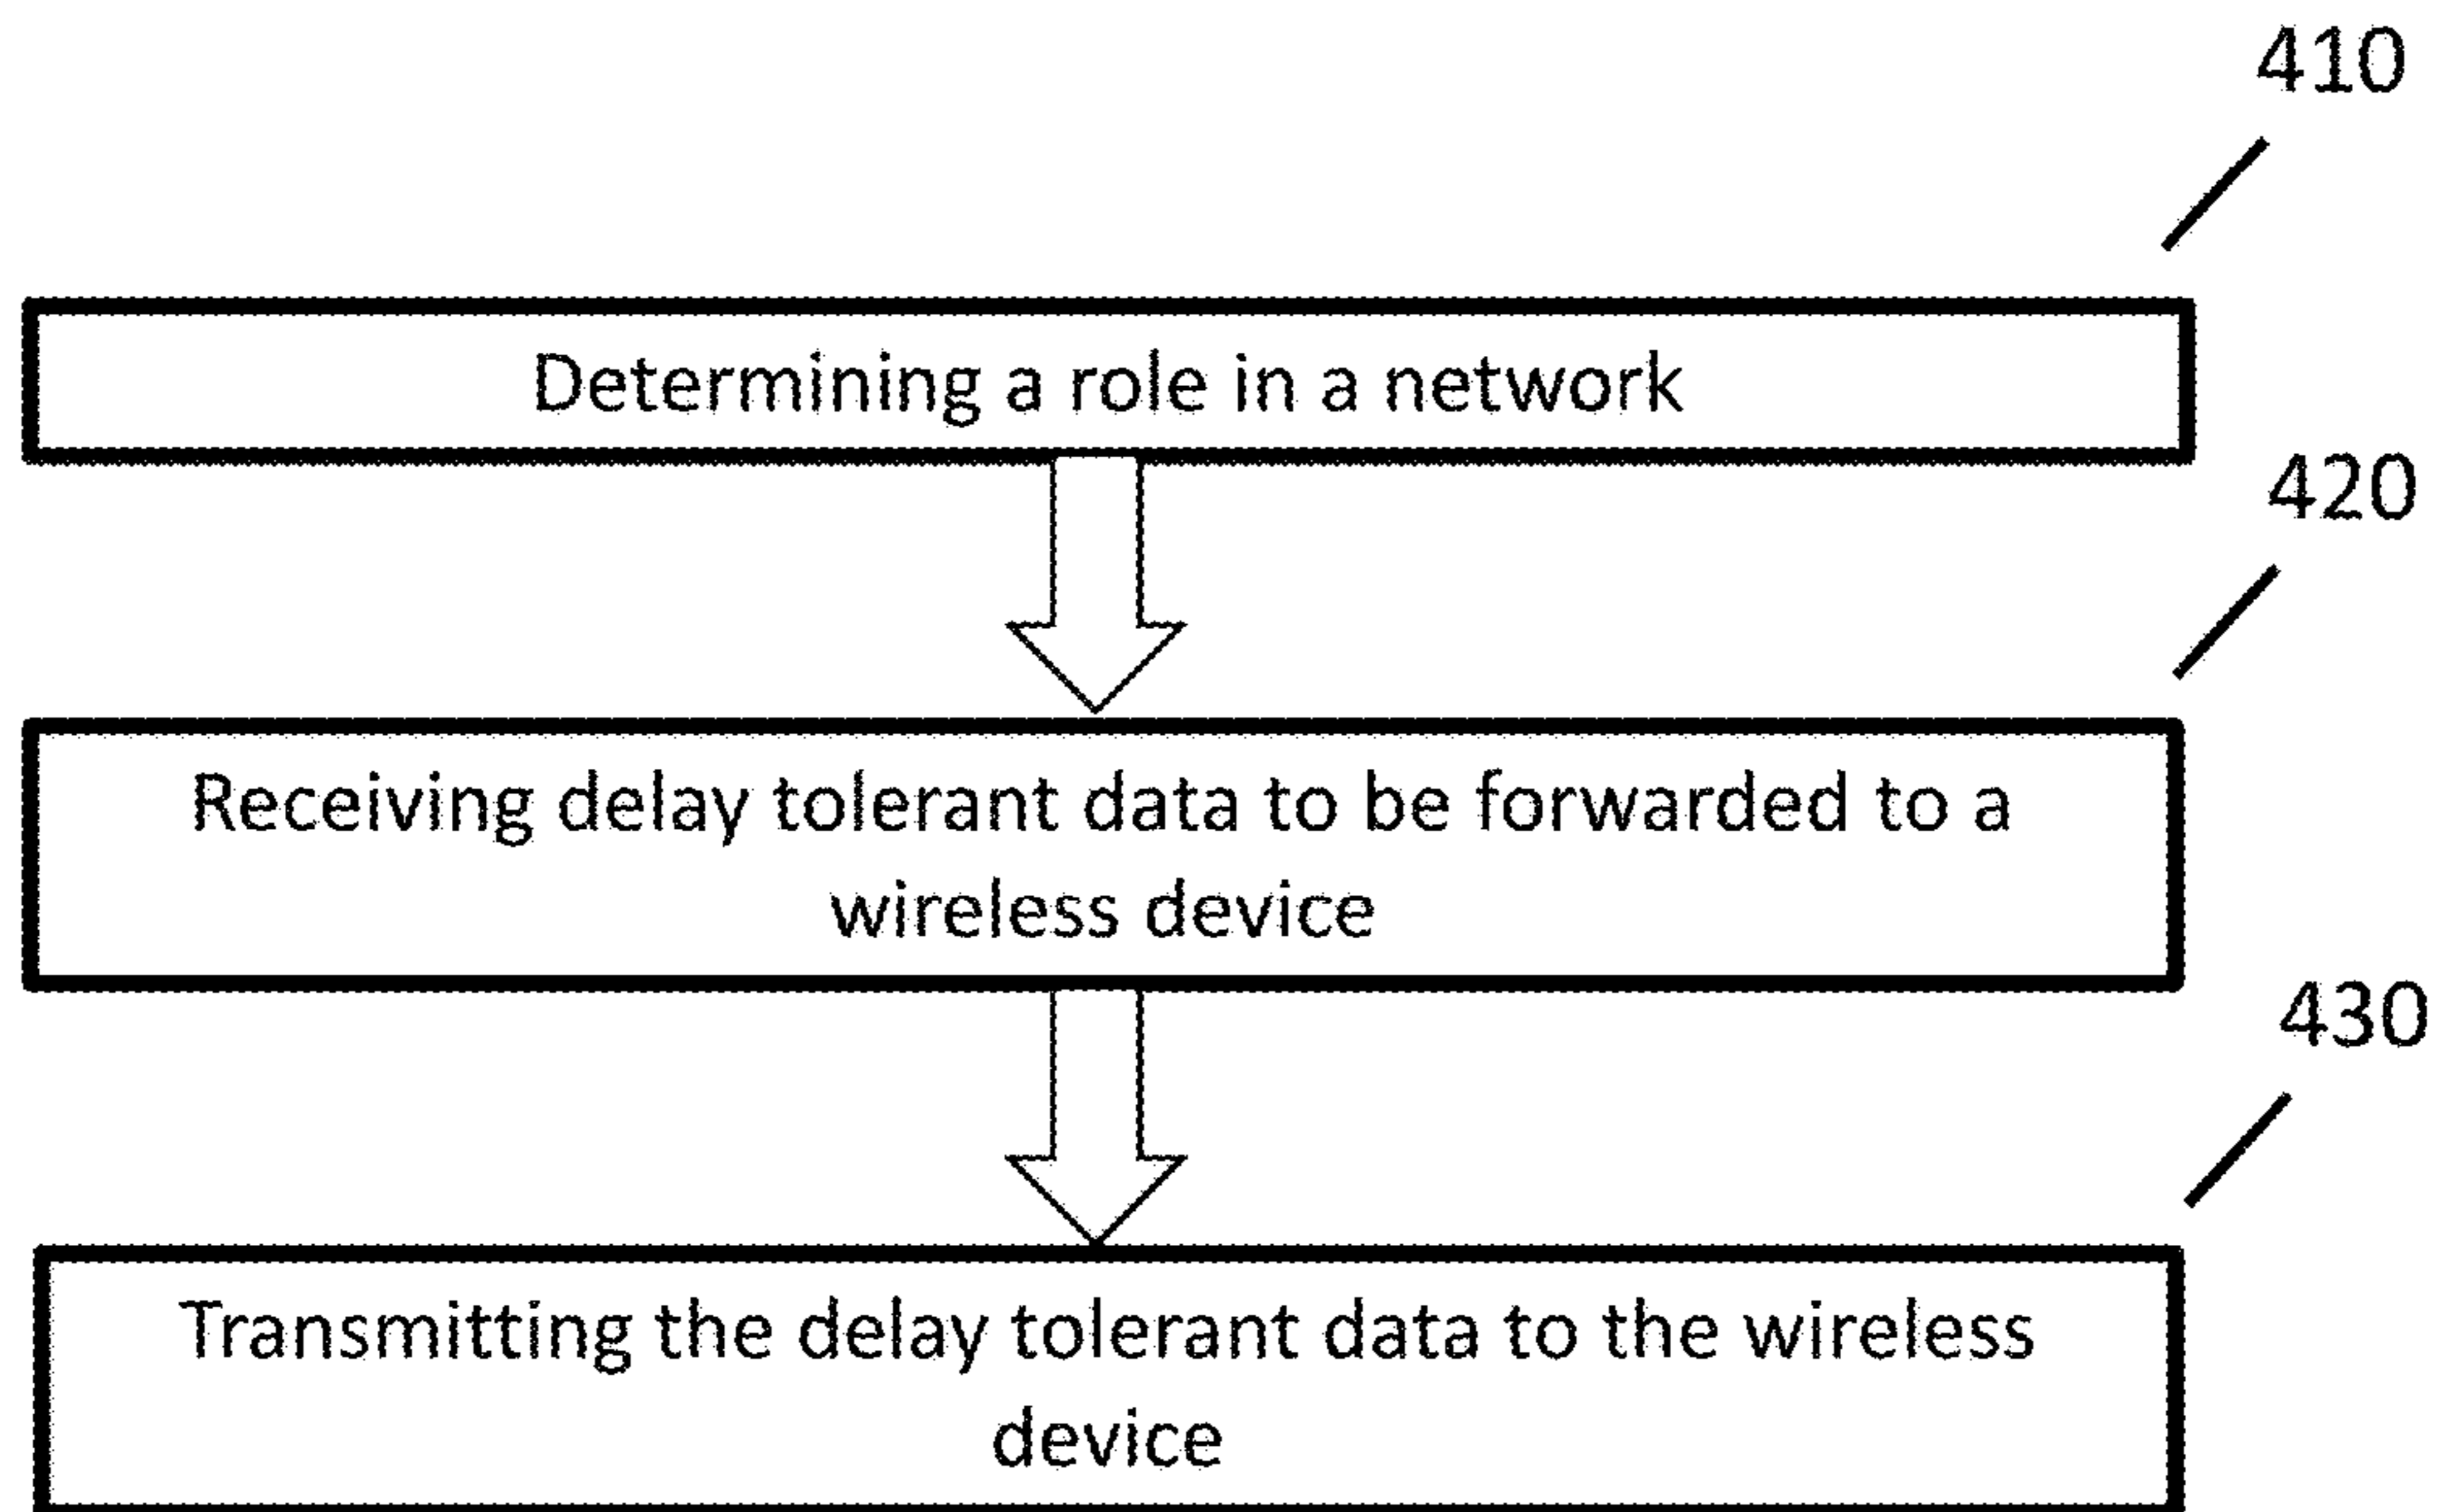 410
Determining a role in a network
420
Receiving delay tolerant data to be forwarded to a
wireless device
430
Transmitting the delay tolerant data to the wireless
device